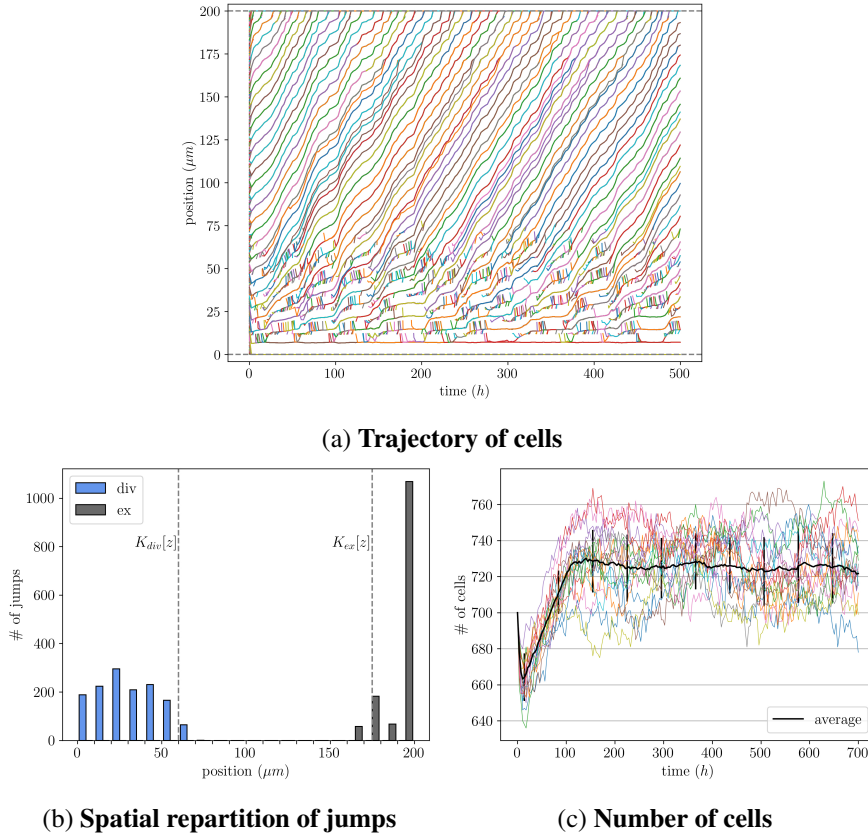 200
175
150
125
100
75
50
25
0
position (μm)
0 100 200 300 400 500
time (h)
(a) Trajectory of cells
1000
800
600
400
200
0
# of jumps
div
ex
K_div[z]
K_ex[z]
0 50 100 150 200
position (μm)
(b) Spatial repartition of jumps
760
740
720
700
680
660
640
# of cells
average
0 100 200 300 400 500 600 700
time (h)
(c) Number of cells